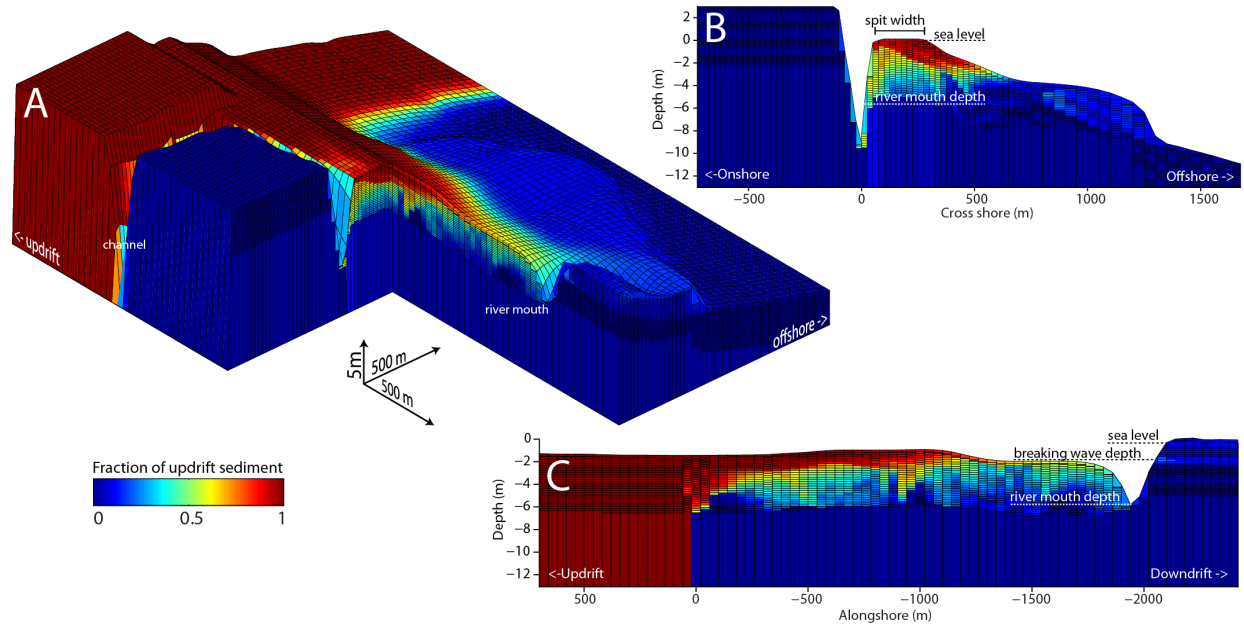 A
<- updrift
channel
river mouth
offshore ->
5m
500 m
500 m
Fraction of updrift sediment
0
0.5
1
B
spit width
sea level
river mouth depth
<-Onshore
Offshore ->
Depth (m)
2
0
−2
−4
−6
−8
−10
−12
−500
0
500
1000
1500
Cross shore (m)
C
sea level
breaking wave depth
river mouth depth
<-Updrift
Downdrift ->
Depth (m)
0
−2
−4
−6
−8
−10
−12
500
0
−500
−1000
−1500
−2000
Alongshore (m)